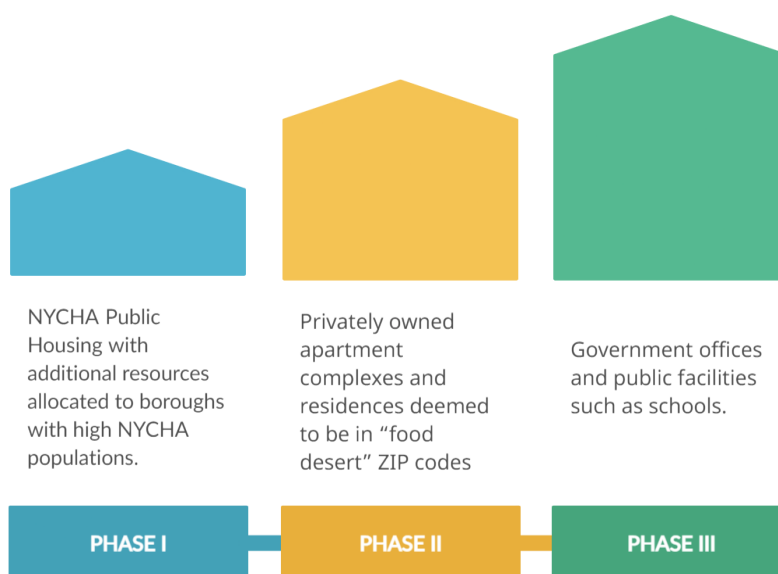 NYCHA Public
Housing with
additional resources
allocated to boroughs
with high NYCHA
populations.
Privately owned
apartment
complexes and
residences deemed
to be in “food
desert” ZIP codes
Government offices
and public facilities
such as schools.
PHASE I
PHASE II
PHASE III